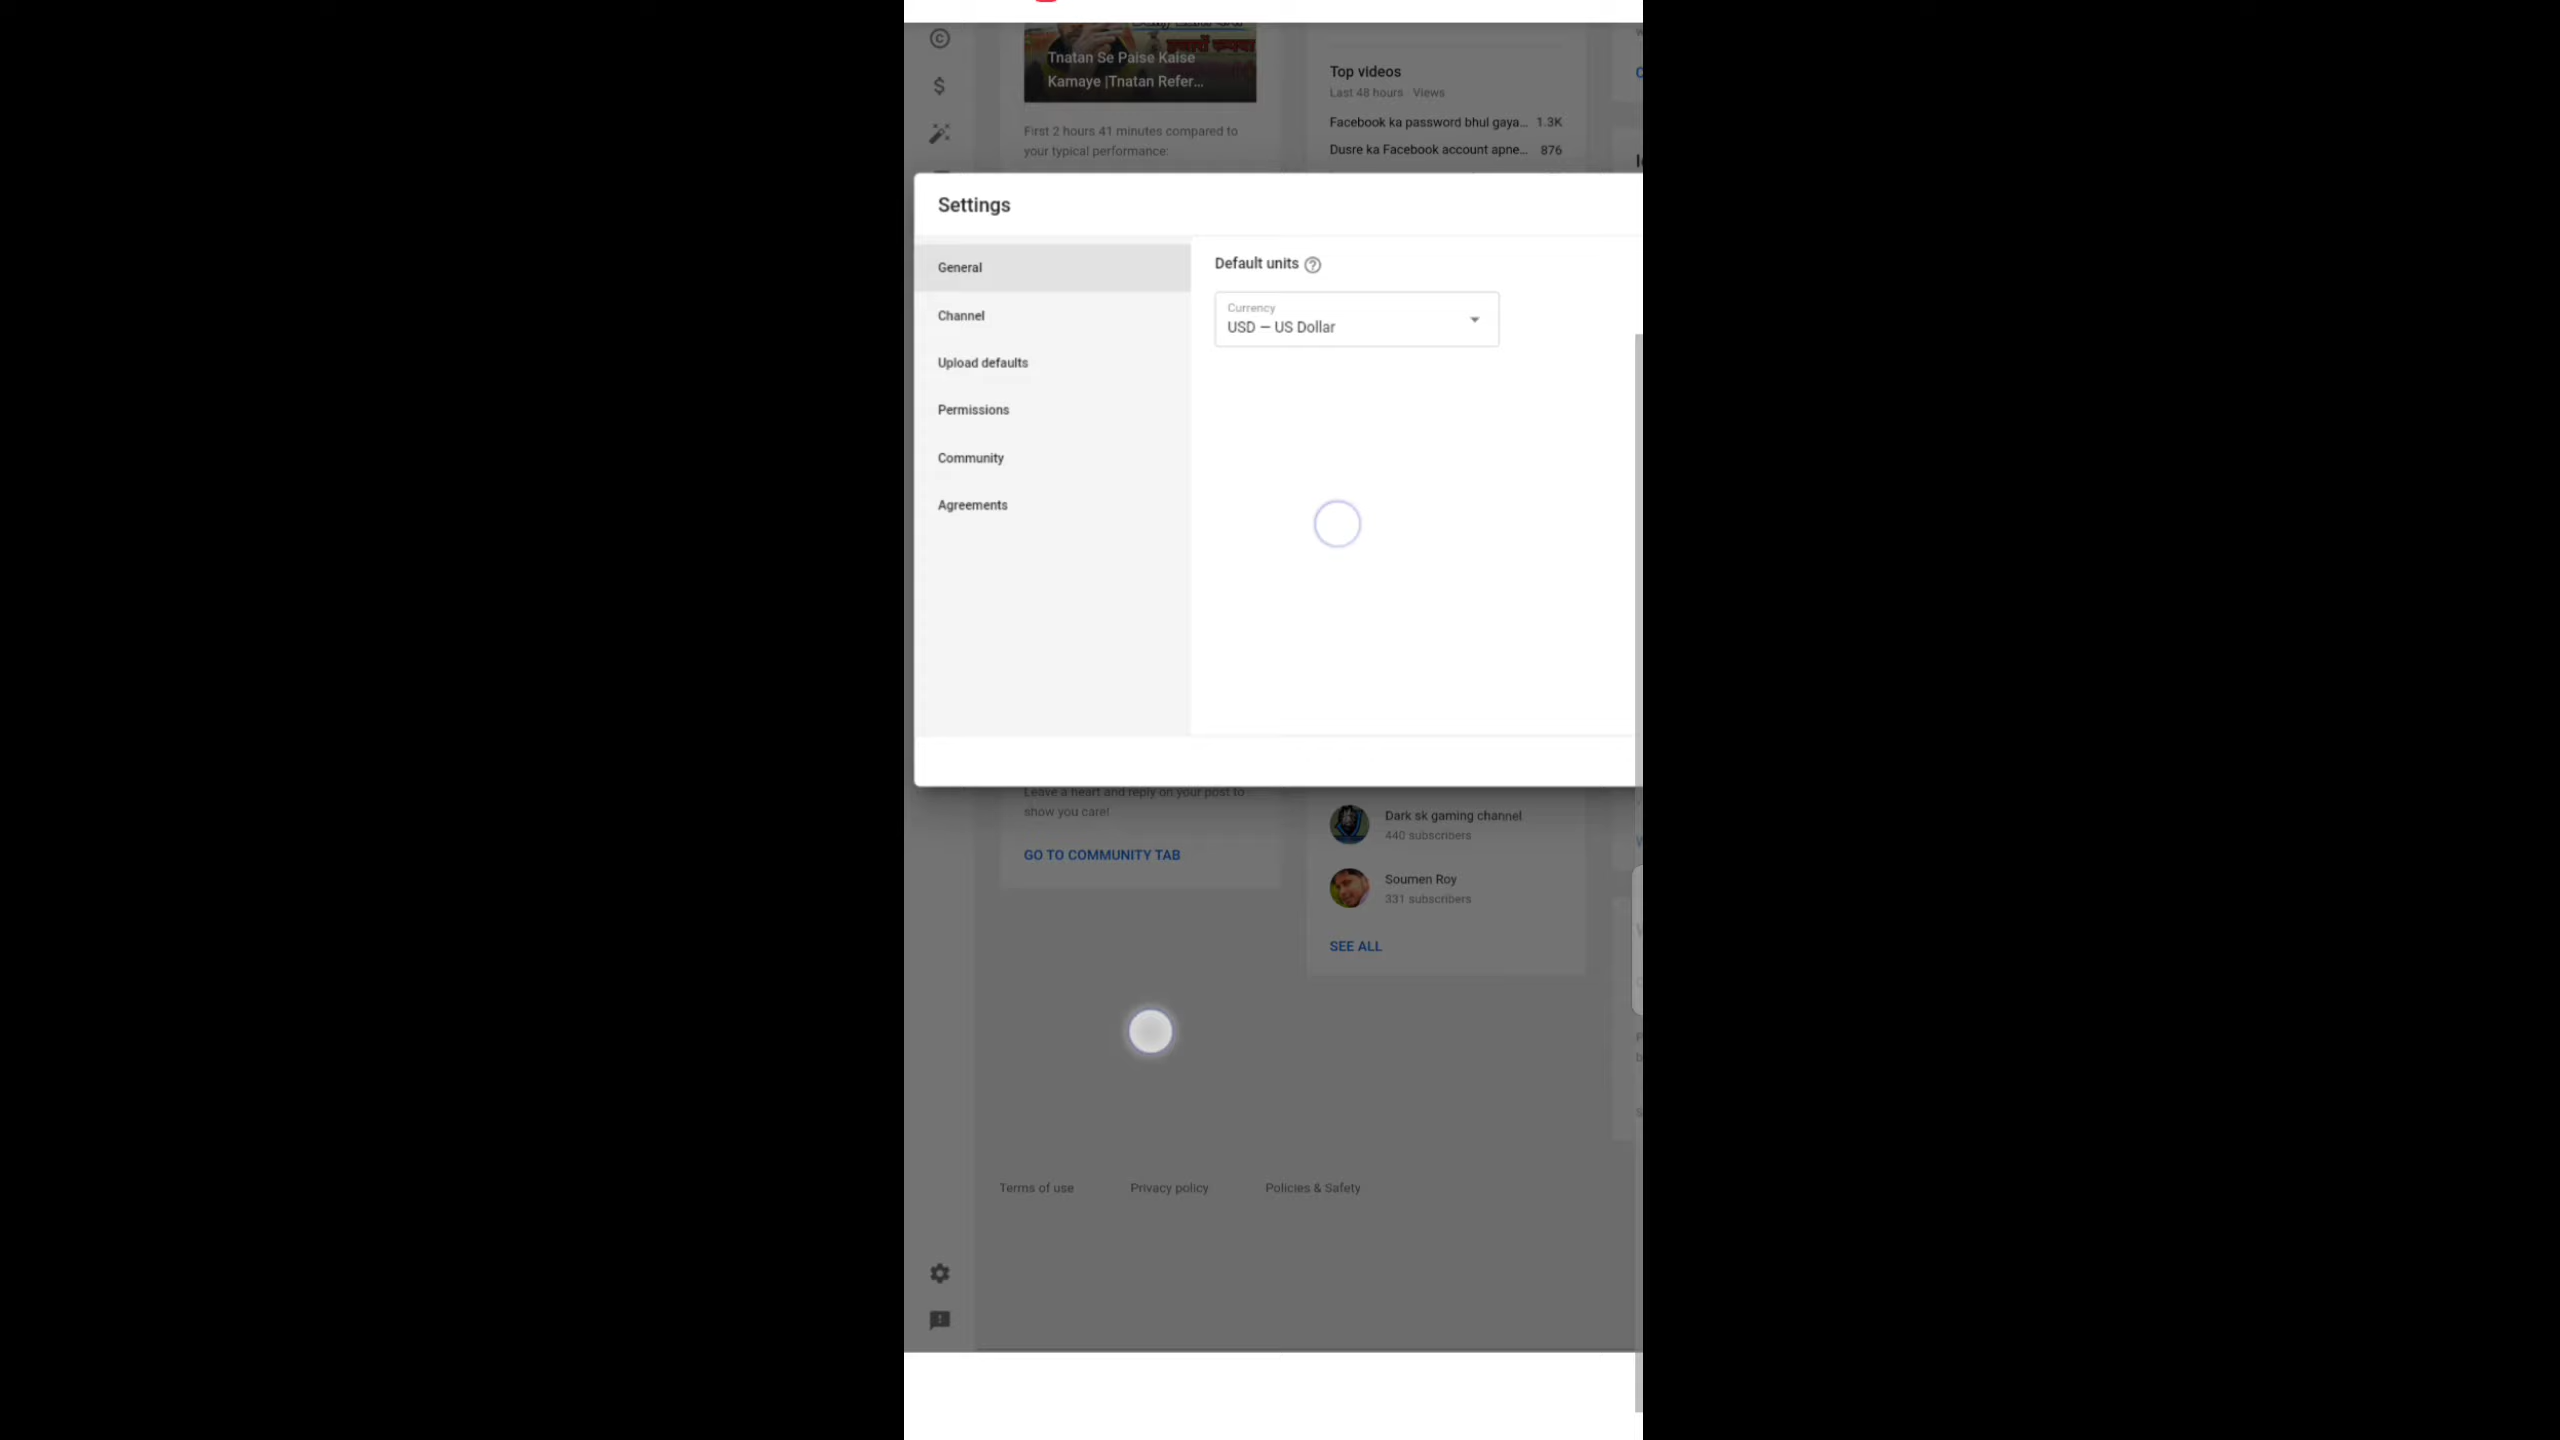 हजारों रुपया
Tnatan Se Paise Kaise
Kamaye |Tnatan Refer...
First 2 hours 41 minutes compared to
your typical performance:
Top videos
Last 48 hours · Views
Facebook ka password bhul gaya... 1.3K
Dusre ka Facebook account apne... 876
Settings
General
Channel
Upload defaults
Permissions
Community
Agreements
Default units
Currency
USD — US Dollar
Leave a heart and reply on your post to
show you care!
GO TO COMMUNITY TAB
Dark sk gaming channel
440 subscribers
Soumen Roy
331 subscribers
SEE ALL
Terms of use
Privacy policy
Policies & Safety